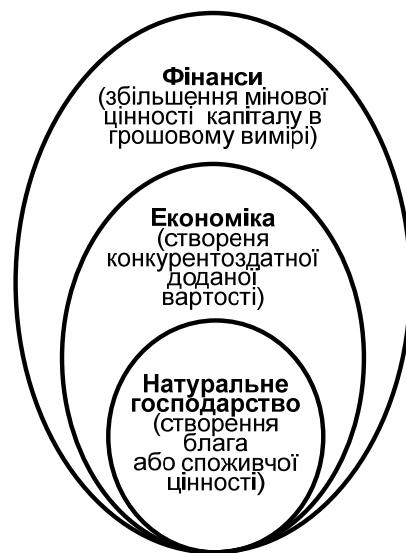 Фінанси
(збільшення мінової
цінності капіталу в
грошовому вимірі)
Економіка
(створеня
конкурентоздатної
доданої
вартості)
Натуральне
господарство
(створення
блага
або споживчої
цінності)